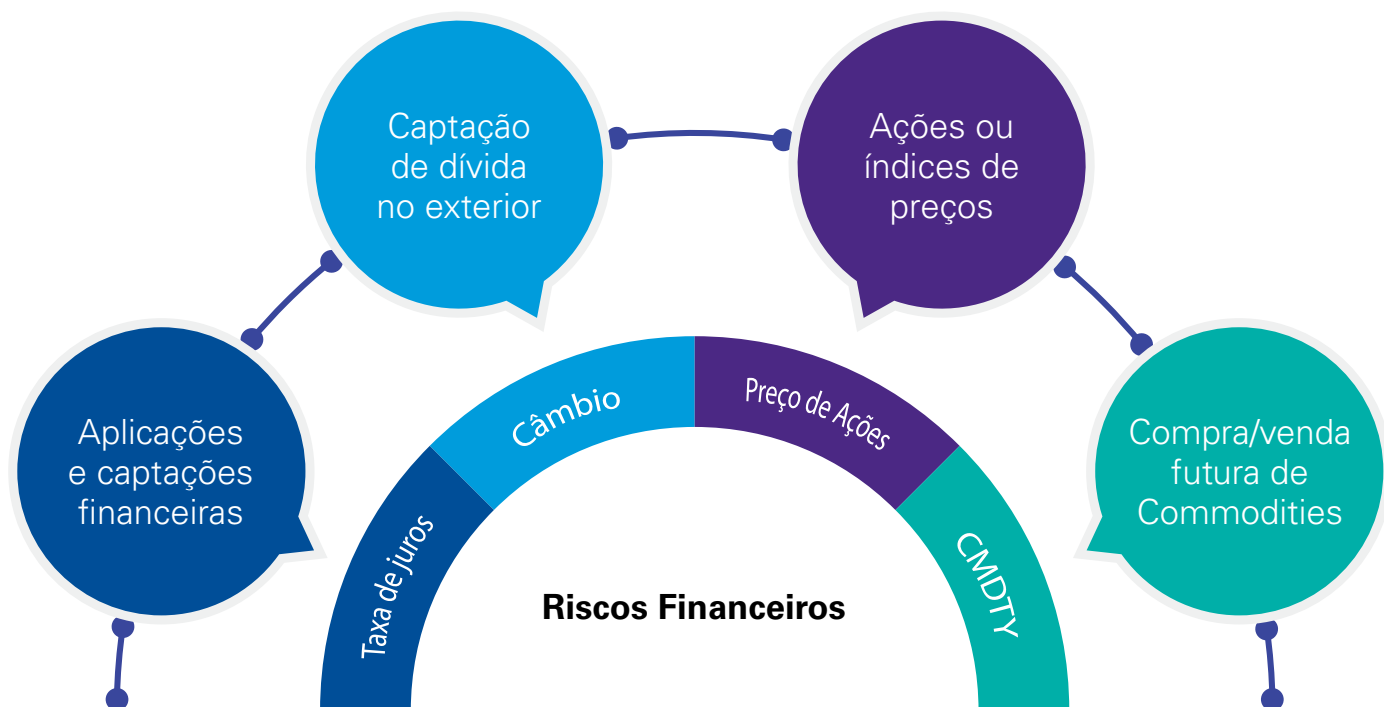 Captação
de dívida
no exterior
Ações ou
índices de
preços
Aplicações
e captações
financeiras
Compra/venda
futura de
Commodities
Taxa de juros
Câmbio
Preço de Ações
CMDTY
Riscos Financeiros